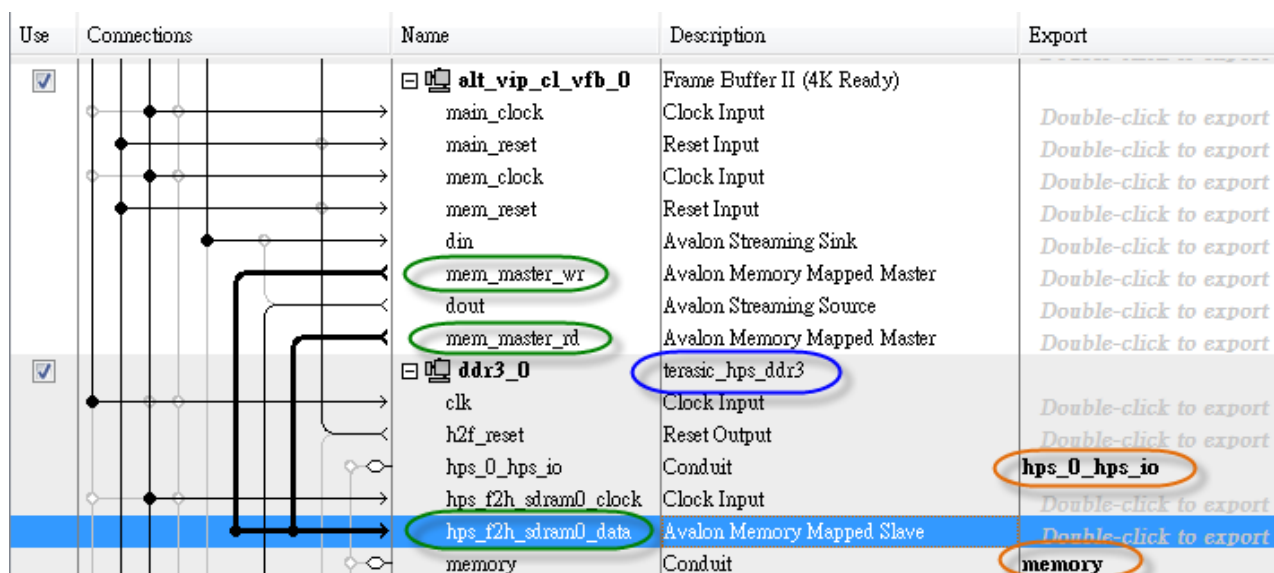 Use Connections Name Description Export
alt_vip_cl_vfb_0 Frame Buffer II (4K Ready)
main_clock Clock Input Double-click to export
main_reset Reset Input Double-click to export
mem_clock Clock Input Double-click to export
mem_reset Reset Input Double-click to export
din Avalon Streaming Sink Double-click to export
mem_master_wr Avalon Memory Mapped Master Double-click to export
dout Avalon Streaming Source Double-click to export
mem_master_rd Avalon Memory Mapped Master Double-click to export
ddr3_0 terasic_hps_ddr3
clk Clock Input Double-click to export
h2f_reset Reset Output Double-click to export
hps_0_hps_io Conduit hps_0_hps_io
hps_f2h_sdram0_clock Clock Input Double-click to export
hps_f2h_sdram0_data Avalon Memory Mapped Slave Double-click to export
memory Conduit memory